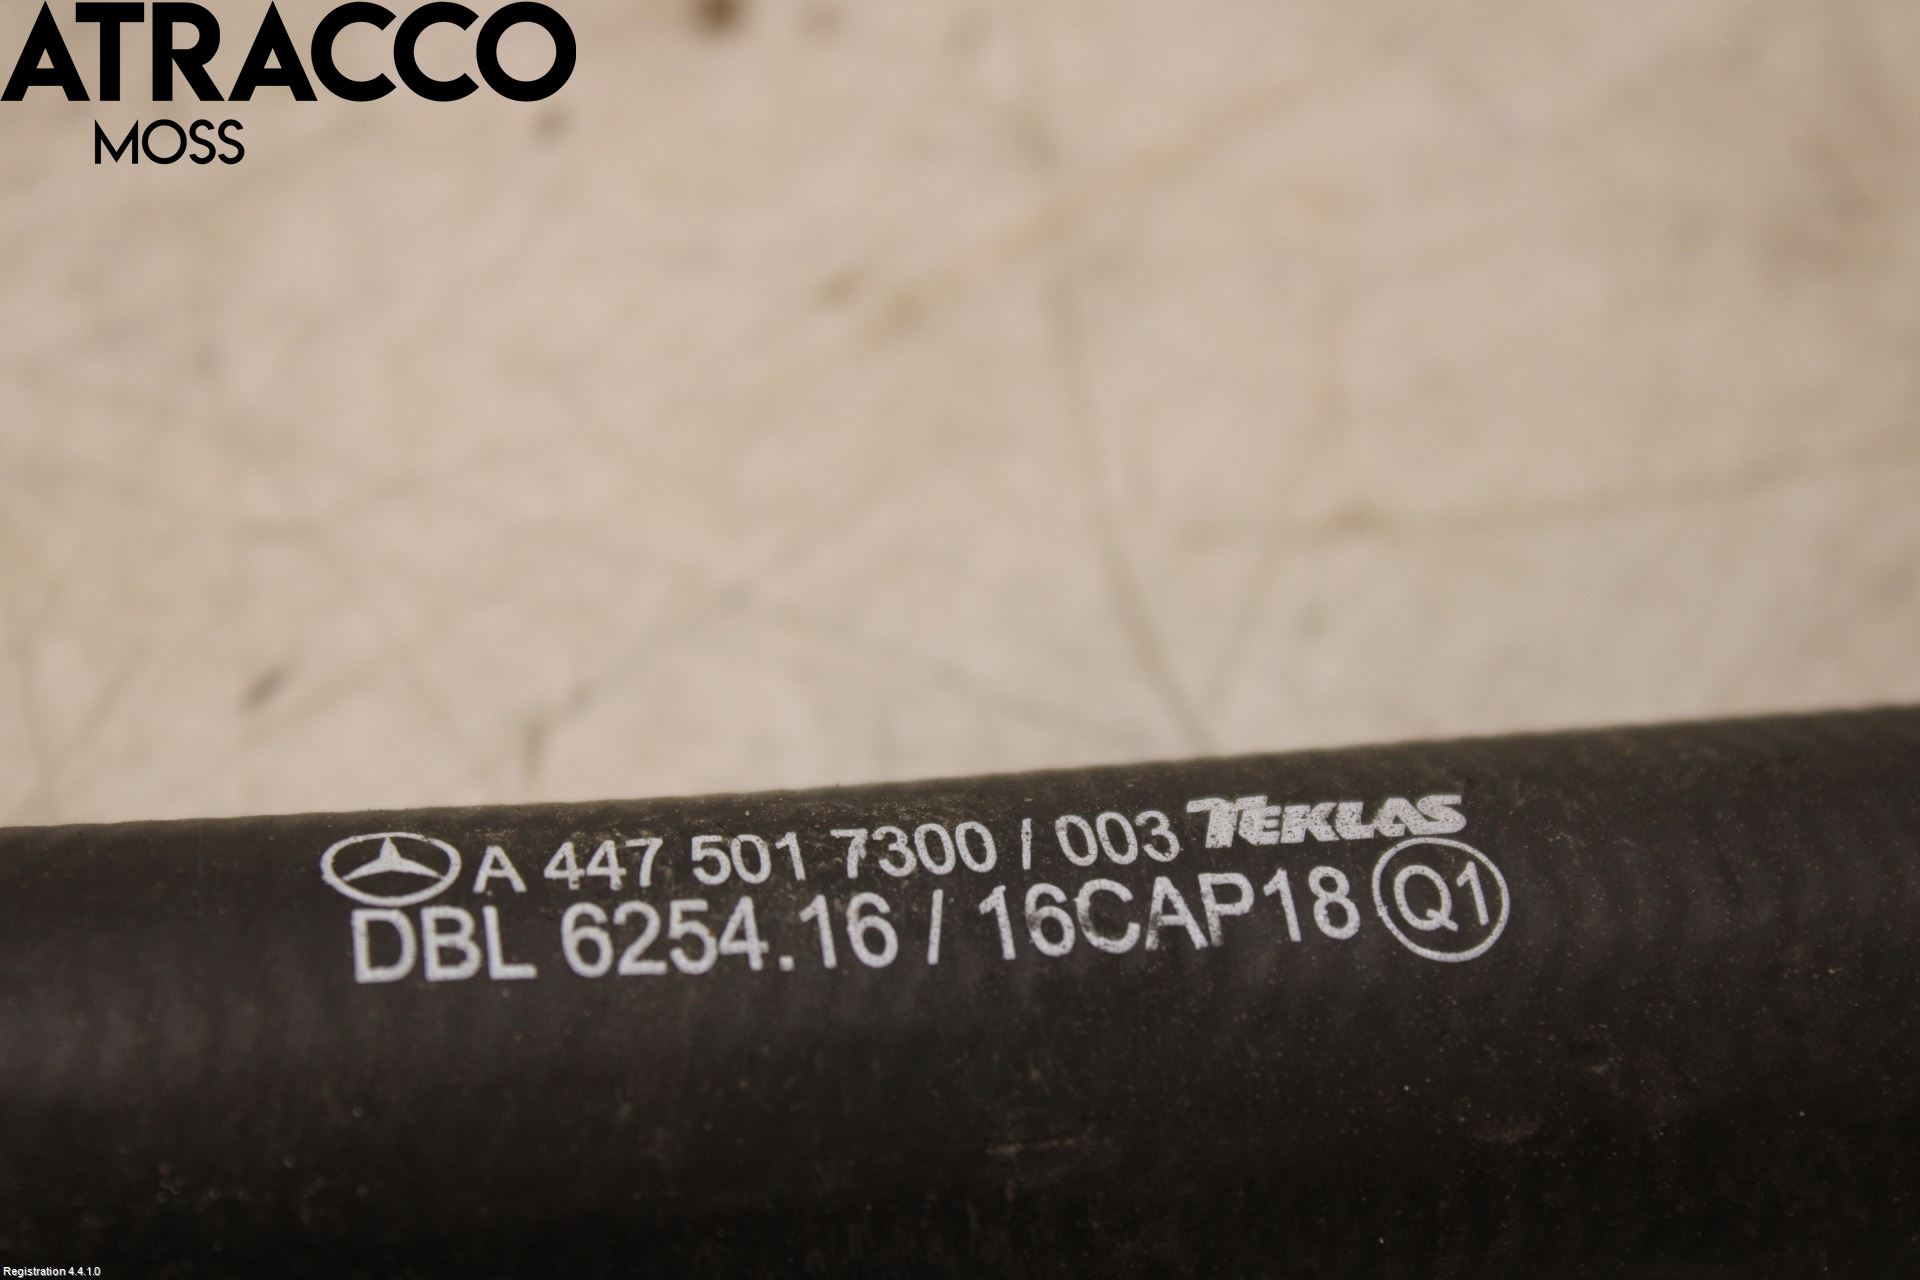 ATRACCO
MOSS
A 447 501 7300 / 003 TEKLAS
DBL 6254.16 / 16CAP18 Q1
Registration 4.4.1.0